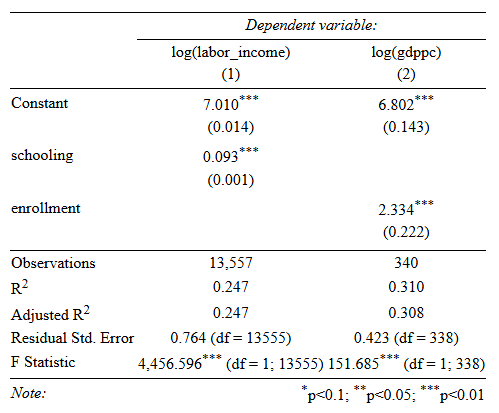 Dependent variable:
log(labor_income) log(gdppc)
(1) (2)
Constant 7.010*** 6.802***
(0.014) (0.143)
schooling 0.093***
(0.001)
enrollment 2.334***
(0.222)
Observations 13,557 340
R2 0.247 0.310
Adjusted R2 0.247 0.308
Residual Std. Error 0.764 (df = 13555) 0.423 (df = 338)
F Statistic 4,456.596*** (df = 1; 13555) 151.685*** (df = 1; 338)
Note: *p<0.1; **p<0.05; ***p<0.01